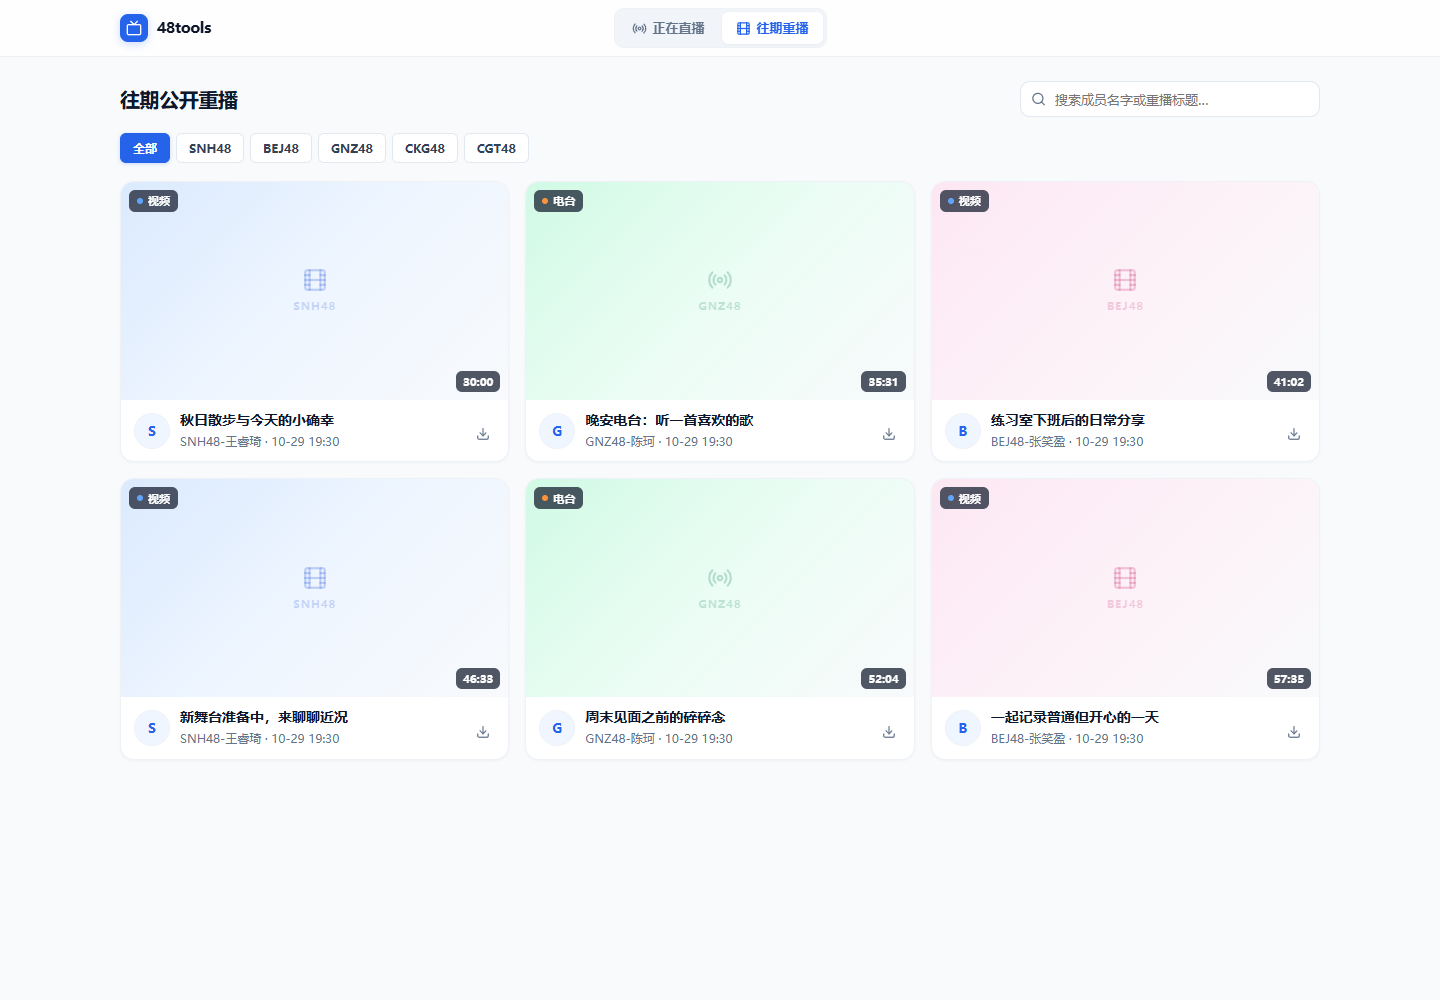 48tools
正在直播
往期重播
往期公开重播
搜索成员名字或重播标题...
全部
SNH48
BEJ48
GNZ48
CKG48
CGT48
视频
SNH48
30:00
S
秋日散步与今天的小确幸
SNH48-王睿琦 · 10-29 19:30
电台
GNZ48
35:31
G
晚安电台：听一首喜欢的歌
GNZ48-陈珂 · 10-29 19:30
视频
BEJ48
41:02
B
练习室下班后的日常分享
BEJ48-张笑盈 · 10-29 19:30
视频
SNH48
46:33
S
新舞台准备中，来聊聊近况
SNH48-王睿琦 · 10-29 19:30
电台
GNZ48
52:04
G
周末见面之前的碎碎念
GNZ48-陈珂 · 10-29 19:30
视频
BEJ48
57:35
B
一起记录普通但开心的一天
BEJ48-张笑盈 · 10-29 19:30